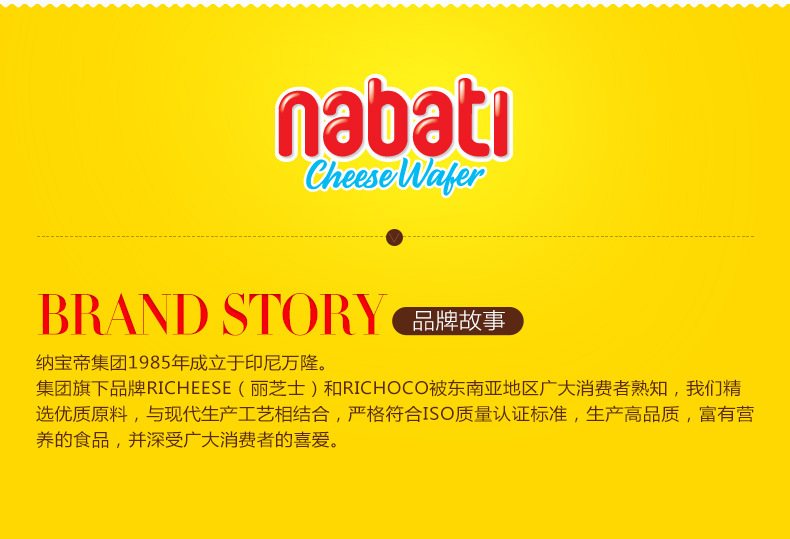 nabati
Cheese Wafer
BRAND STORY 品牌故事
纳宝帝集团1985年成立于印尼万隆。
集团旗下品牌RICHEESE（丽芝士）和RICHOCO被东南亚地区广大消费者熟知，我们精
选优质原料，与现代生产工艺相结合，严格符合ISO质量认证标准，生产高品质，富有营
养的食品，并深受广大消费者的喜爱。